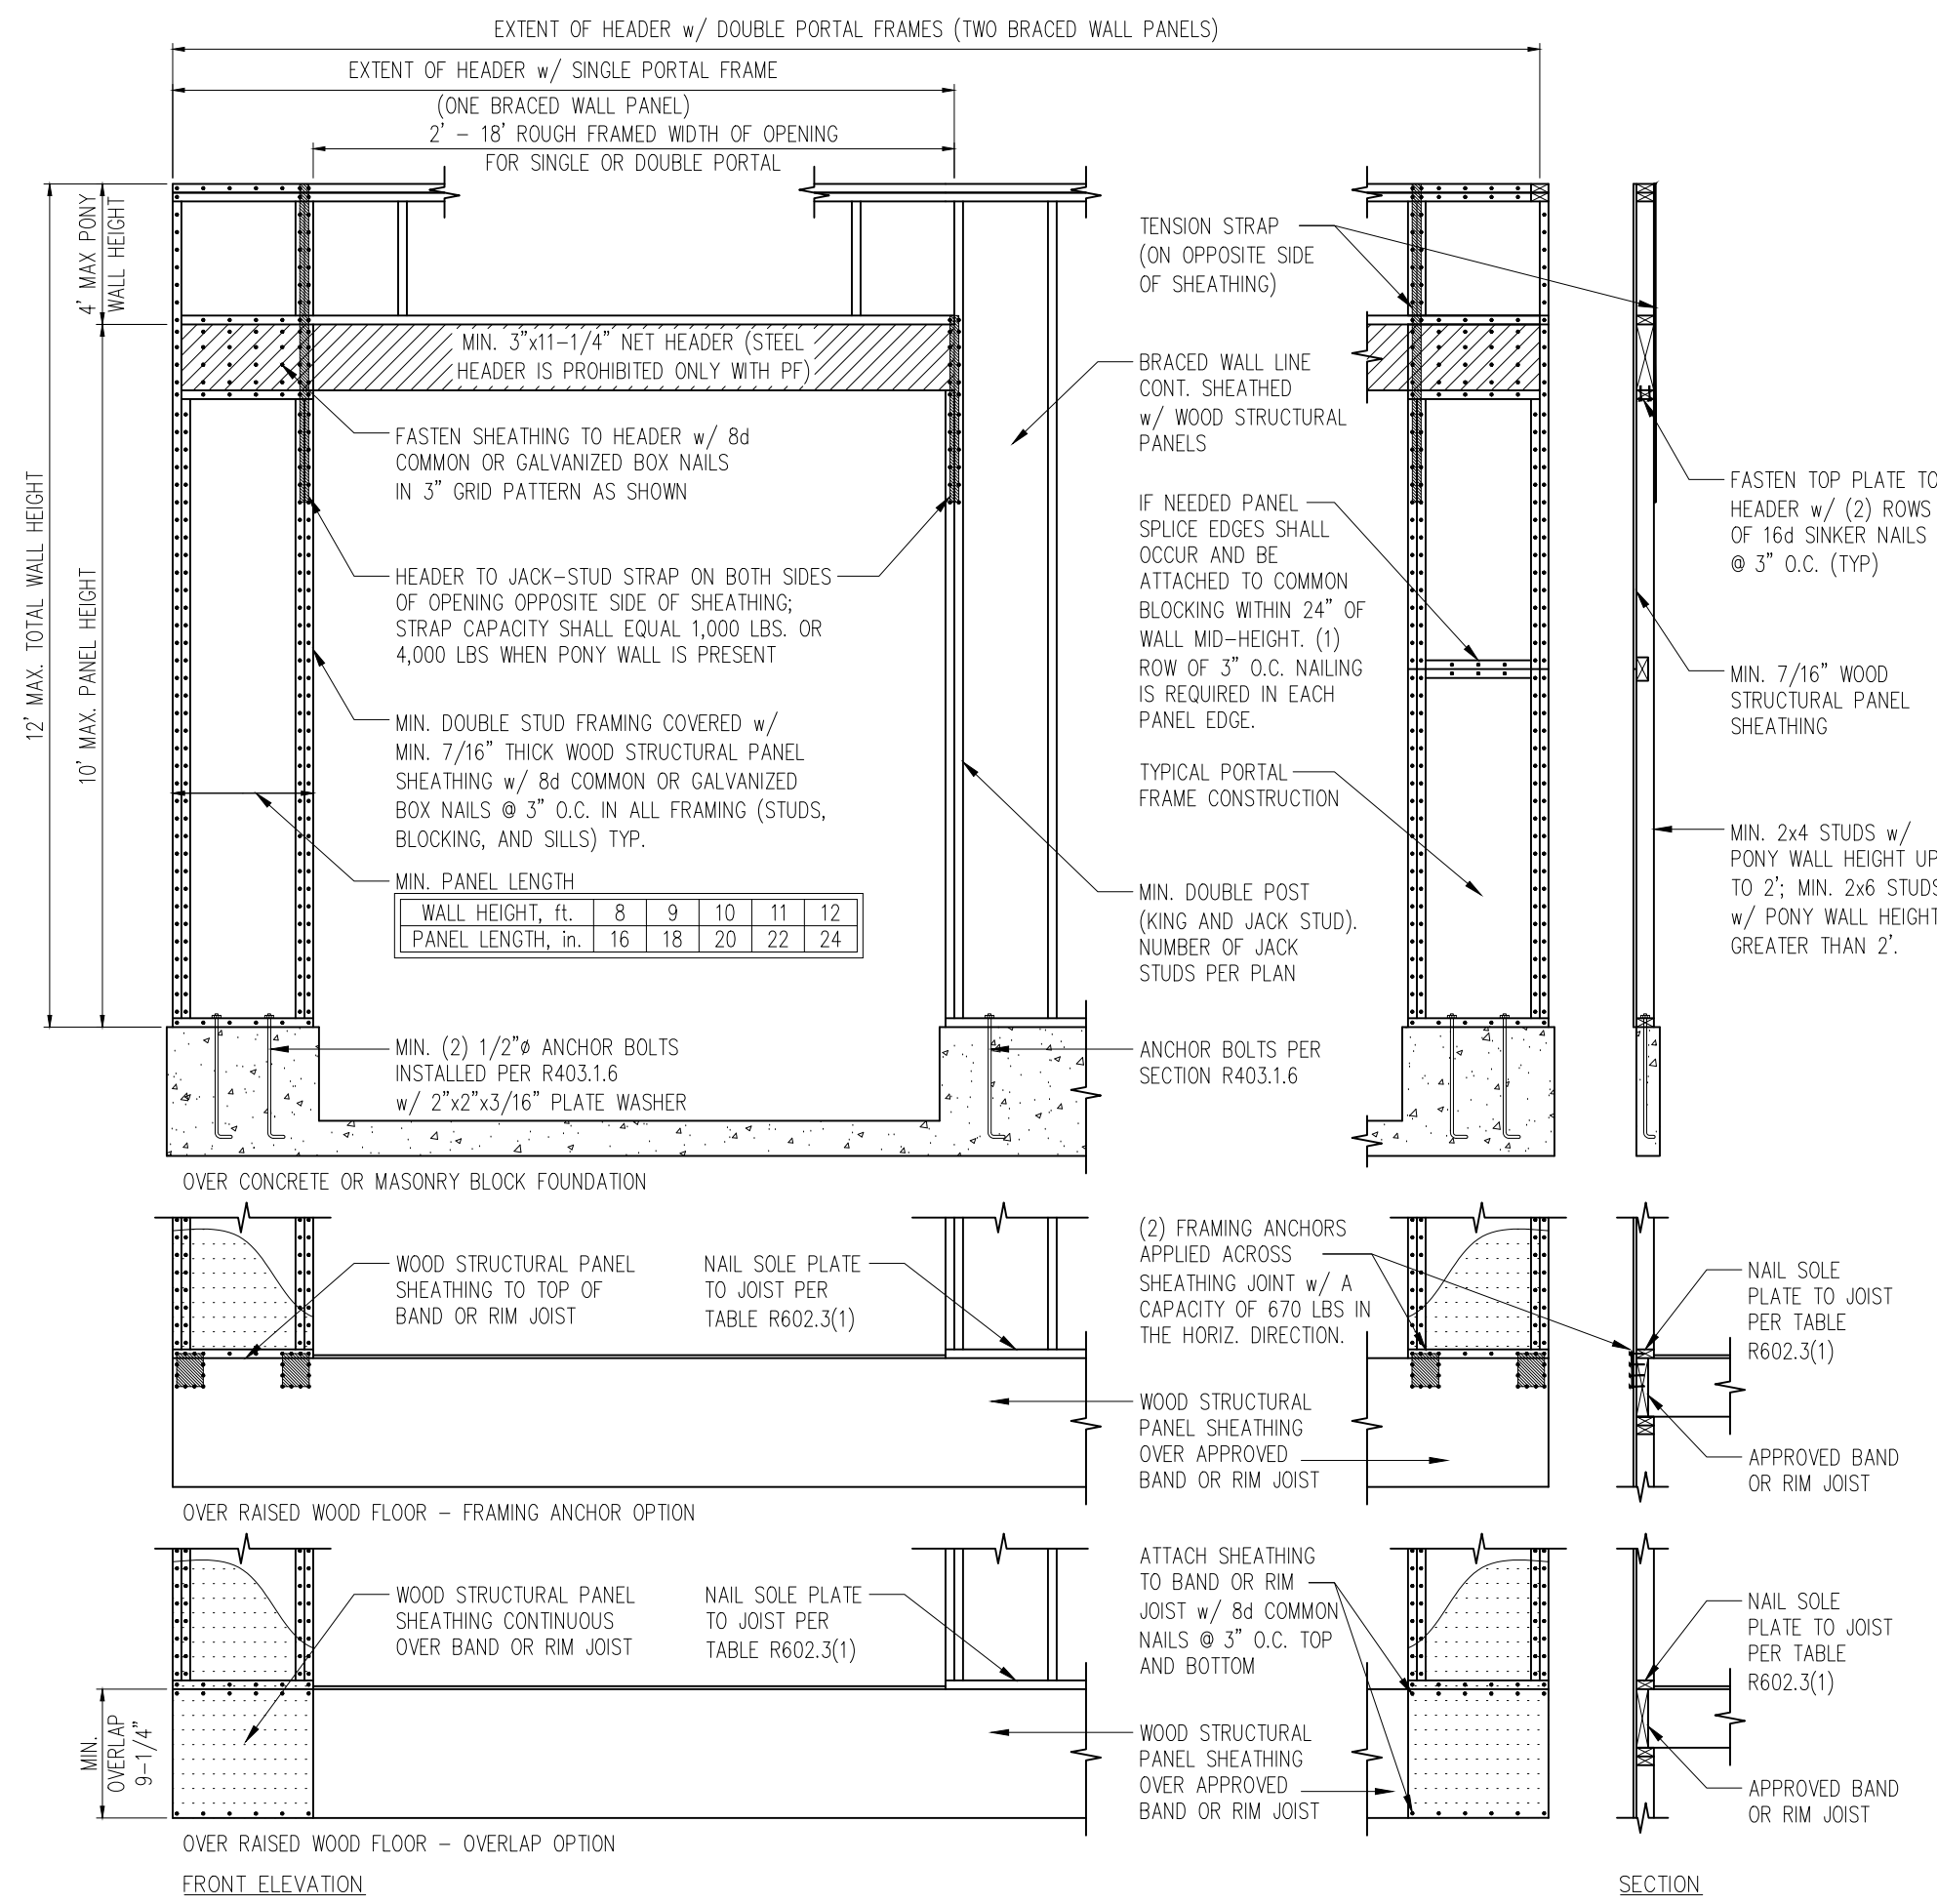 EXTENT OF HEADER w/ DOUBLE PORTAL FRAMES (TWO BRACED WALL PANELS)
EXTENT OF HEADER w/ SINGLE PORTAL FRAME
(ONE BRACED WALL PANEL)
2' – 18' ROUGH FRAMED WIDTH OF OPENING
FOR SINGLE OR DOUBLE PORTAL
12' MAX. TOTAL WALL HEIGHT
4' MAX PONY
WALL HEIGHT
10' MAX. PANEL HEIGHT
MIN. 3"x11-1/4" NET HEADER (STEEL
HEADER IS PROHIBITED ONLY WITH PF)
FASTEN SHEATHING TO HEADER w/ 8d
COMMON OR GALVANIZED BOX NAILS
IN 3" GRID PATTERN AS SHOWN
HEADER TO JACK-STUD STRAP ON BOTH SIDES
OF OPENING OPPOSITE SIDE OF SHEATHING;
STRAP CAPACITY SHALL EQUAL 1,000 LBS. OR
4,000 LBS WHEN PONY WALL IS PRESENT
MIN. DOUBLE STUD FRAMING COVERED w/
MIN. 7/16" THICK WOOD STRUCTURAL PANEL
SHEATHING w/ 8d COMMON OR GALVANIZED
BOX NAILS @ 3" O.C. IN ALL FRAMING (STUDS,
BLOCKING, AND SILLS) TYP.
MIN. PANEL LENGTH
WALL HEIGHT, ft. 8 9 10 11 12
PANEL LENGTH, in. 16 18 20 22 24
MIN. (2) 1/2"ø ANCHOR BOLTS
INSTALLED PER R403.1.6
w/ 2"x2"x3/16" PLATE WASHER
TENSION STRAP
(ON OPPOSITE SIDE
OF SHEATHING)
BRACED WALL LINE
CONT. SHEATHED
w/ WOOD STRUCTURAL
PANELS
IF NEEDED PANEL
SPLICE EDGES SHALL
OCCUR AND BE
ATTACHED TO COMMON
BLOCKING WITHIN 24" OF
WALL MID-HEIGHT. (1)
ROW OF 3" O.C. NAILING
IS REQUIRED IN EACH
PANEL EDGE.
TYPICAL PORTAL
FRAME CONSTRUCTION
MIN. DOUBLE POST
(KING AND JACK STUD).
NUMBER OF JACK
STUDS PER PLAN
ANCHOR BOLTS PER
SECTION R403.1.6
FASTEN TOP PLATE TO
HEADER w/ (2) ROWS
OF 16d SINKER NAILS
@ 3" O.C. (TYP)
MIN. 7/16" WOOD
STRUCTURAL PANEL
SHEATHING
MIN. 2x4 STUDS w/
PONY WALL HEIGHT UP
TO 2'; MIN. 2x6 STUDS
w/ PONY WALL HEIGHT
GREATER THAN 2'.
OVER CONCRETE OR MASONRY BLOCK FOUNDATION
WOOD STRUCTURAL PANEL
SHEATHING TO TOP OF
BAND OR RIM JOIST
NAIL SOLE PLATE
TO JOIST PER
TABLE R602.3(1)
(2) FRAMING ANCHORS
APPLIED ACROSS
SHEATHING JOINT w/ A
CAPACITY OF 670 LBS IN
THE HORIZ. DIRECTION.
WOOD STRUCTURAL
PANEL SHEATHING
OVER APPROVED
BAND OR RIM JOIST
NAIL SOLE
PLATE TO JOIST
PER TABLE
R602.3(1)
APPROVED BAND
OR RIM JOIST
OVER RAISED WOOD FLOOR – FRAMING ANCHOR OPTION
MIN.
OVERLAP
9-1/4"
WOOD STRUCTURAL PANEL
SHEATHING CONTINUOUS
OVER BAND OR RIM JOIST
NAIL SOLE PLATE
TO JOIST PER
TABLE R602.3(1)
ATTACH SHEATHING
TO BAND OR RIM
JOIST w/ 8d COMMON
NAILS @ 3" O.C. TOP
AND BOTTOM
WOOD STRUCTURAL
PANEL SHEATHING
OVER APPROVED
BAND OR RIM JOIST
NAIL SOLE
PLATE TO JOIST
PER TABLE
R602.3(1)
APPROVED BAND
OR RIM JOIST
OVER RAISED WOOD FLOOR – OVERLAP OPTION
FRONT ELEVATION
SECTION